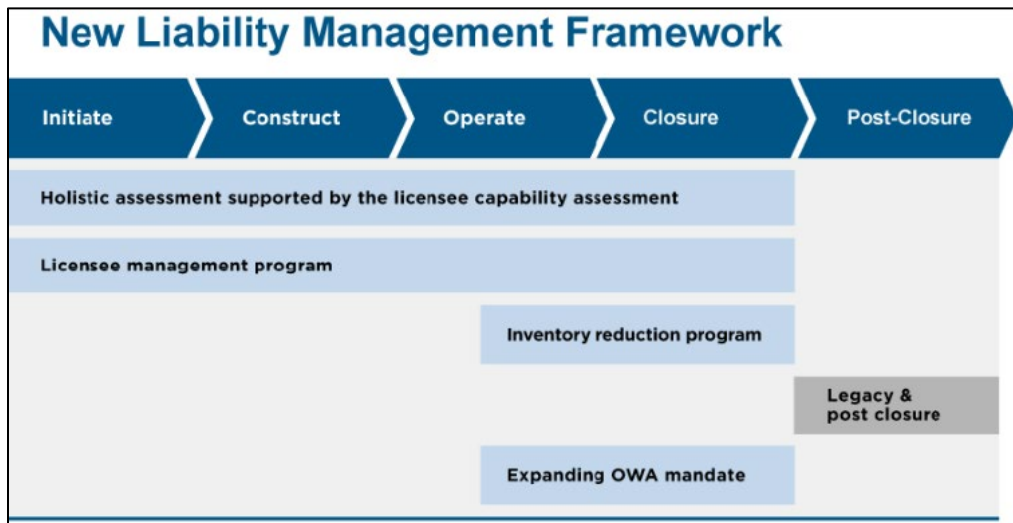 New Liability Management Framework
Initiate
Construct
Operate
Closure
Post-Closure
Holistic assessment supported by the licensee capability assessment
Licensee management program
Inventory reduction program
Legacy &
post closure
Expanding OWA mandate